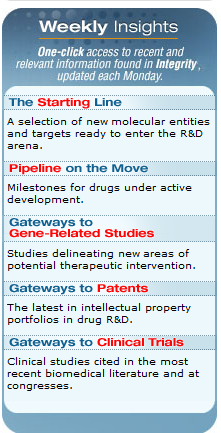 Weekly Insights
One-click access to recent and
relevant information found in Integrity,
updated each Monday.
The Starting Line
A selection of new molecular entities
and targets ready to enter the R&D
arena.
Pipeline on the Move
Milestones for drugs under active
development.
Gateways to
Gene-Related Studies
Studies delineating new areas of
potential therapeutic intervention.
Gateways to Patents
The latest in intellectual property
portfolios in drug R&D.
Gateways to Clinical Trials
Clinical studies cited in the most
recent biomedical literature and at
congresses.